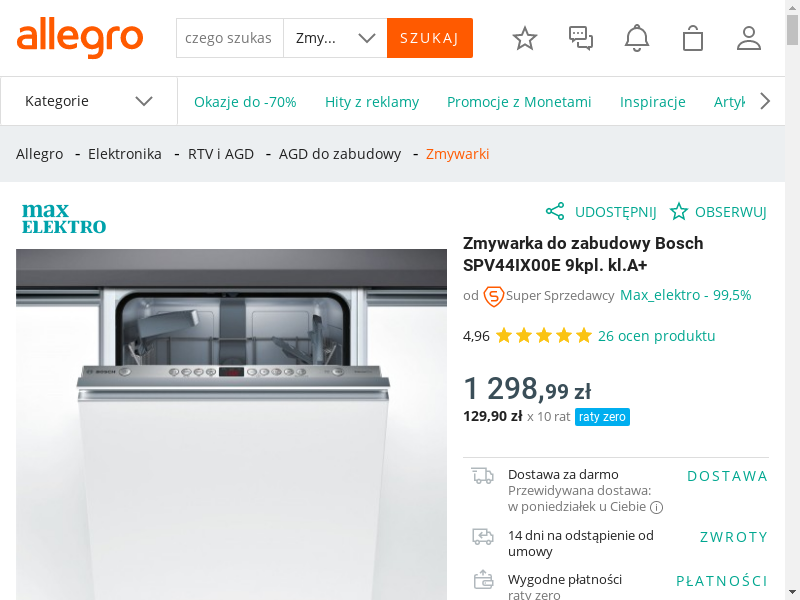 allegro
czego szukas
Zmy...
SZUKAJ
Kategorie
Okazje do -70%
Hity z reklamy
Promocje z Monetami
Inspiracje
Artyk
Allegro - Elektronika - RTV i AGD - AGD do zabudowy - Zmywarki
max
ELEKTRO
UDOSTĘPNIJ
OBSERWUJ
Zmywarka do zabudowy Bosch
SPV44IX00E 9kpl. kl.A+
od Super Sprzedawcy Max_elektro - 99,5%
4,96 26 ocen produktu
1 298,99 zł
129,90 zł x 10 rat raty zero
BOSCH
Dostawa za darmo
Przewidywana dostawa:
w poniedziałek u Ciebie
DOSTAWA
14 dni na odstąpienie od
umowy
ZWROTY
Wygodne płatności
raty zero
PŁATNOŚCI